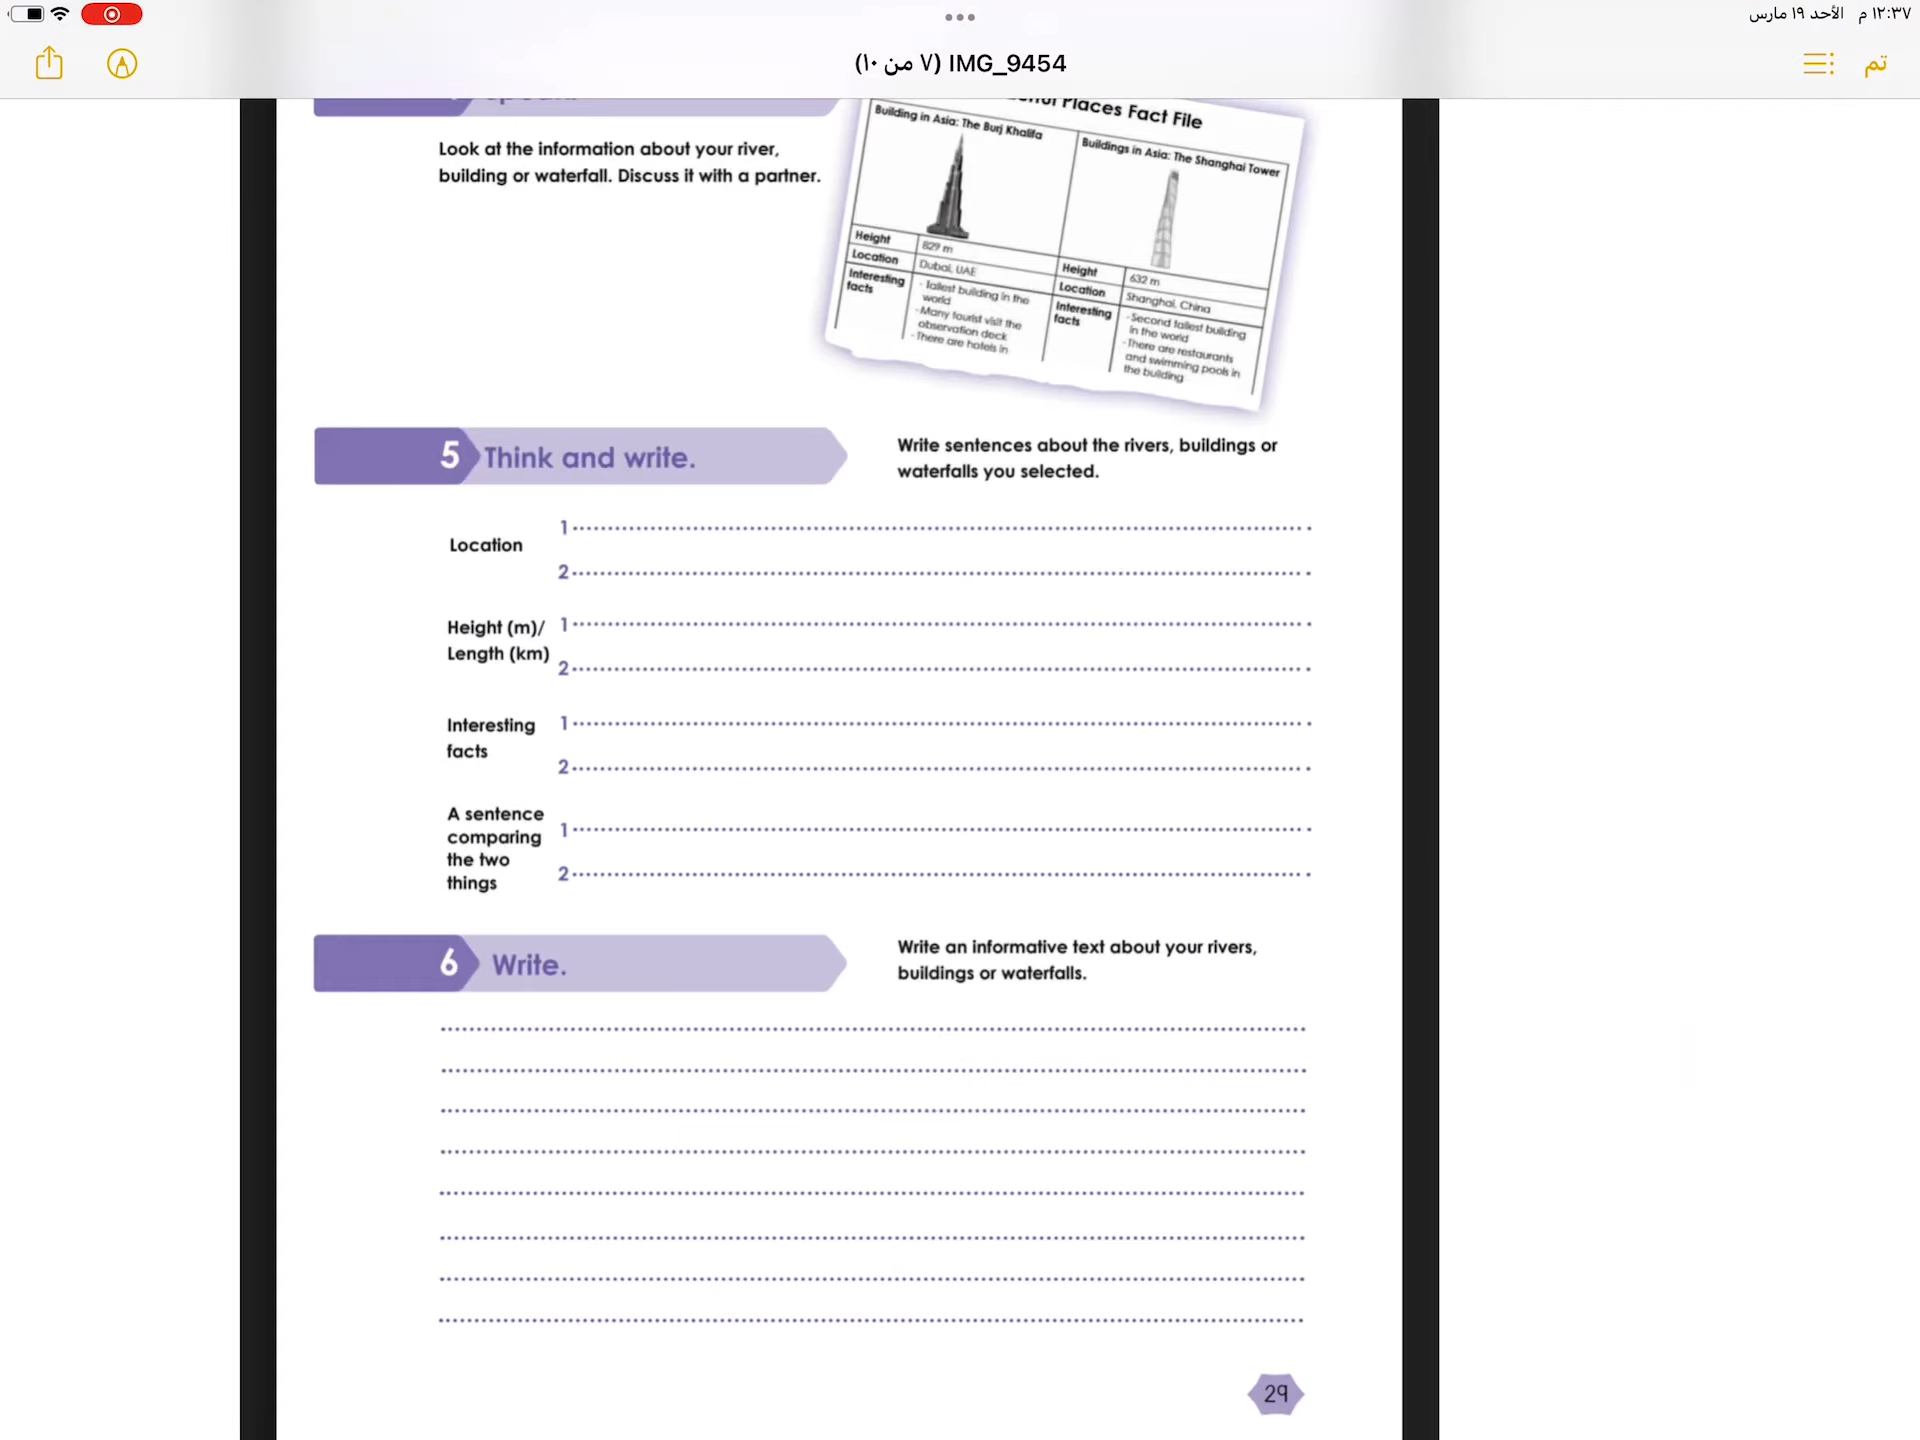 ١٢:٣٧ م الأحد ١٩ مارس
IMG_9454 (٧ من ١٠)
تم
Places Fact File
Building in Asia: The Burj Khalifa
Height 829 m
Location Dubai, UAE
Interesting facts
- Tallest building in the
world
- Many tourist visit the
observation deck
- There are hotels in
Buildings in Asia: The Shanghai Tower
Height 632 m
Location Shanghai, China
Interesting facts
- Second tallest building
in the world
- There are restaurants
and swimming pools in
the building
Look at the information about your river,
building or waterfall. Discuss it with a partner.
5 Think and write.
Write sentences about the rivers, buildings or
waterfalls you selected.
Location
1
2
Height (m)/
Length (km)
1
2
Interesting
facts
1
2
A sentence
comparing
the two
things
1
2
6 Write.
Write an informative text about your rivers,
buildings or waterfalls.
29